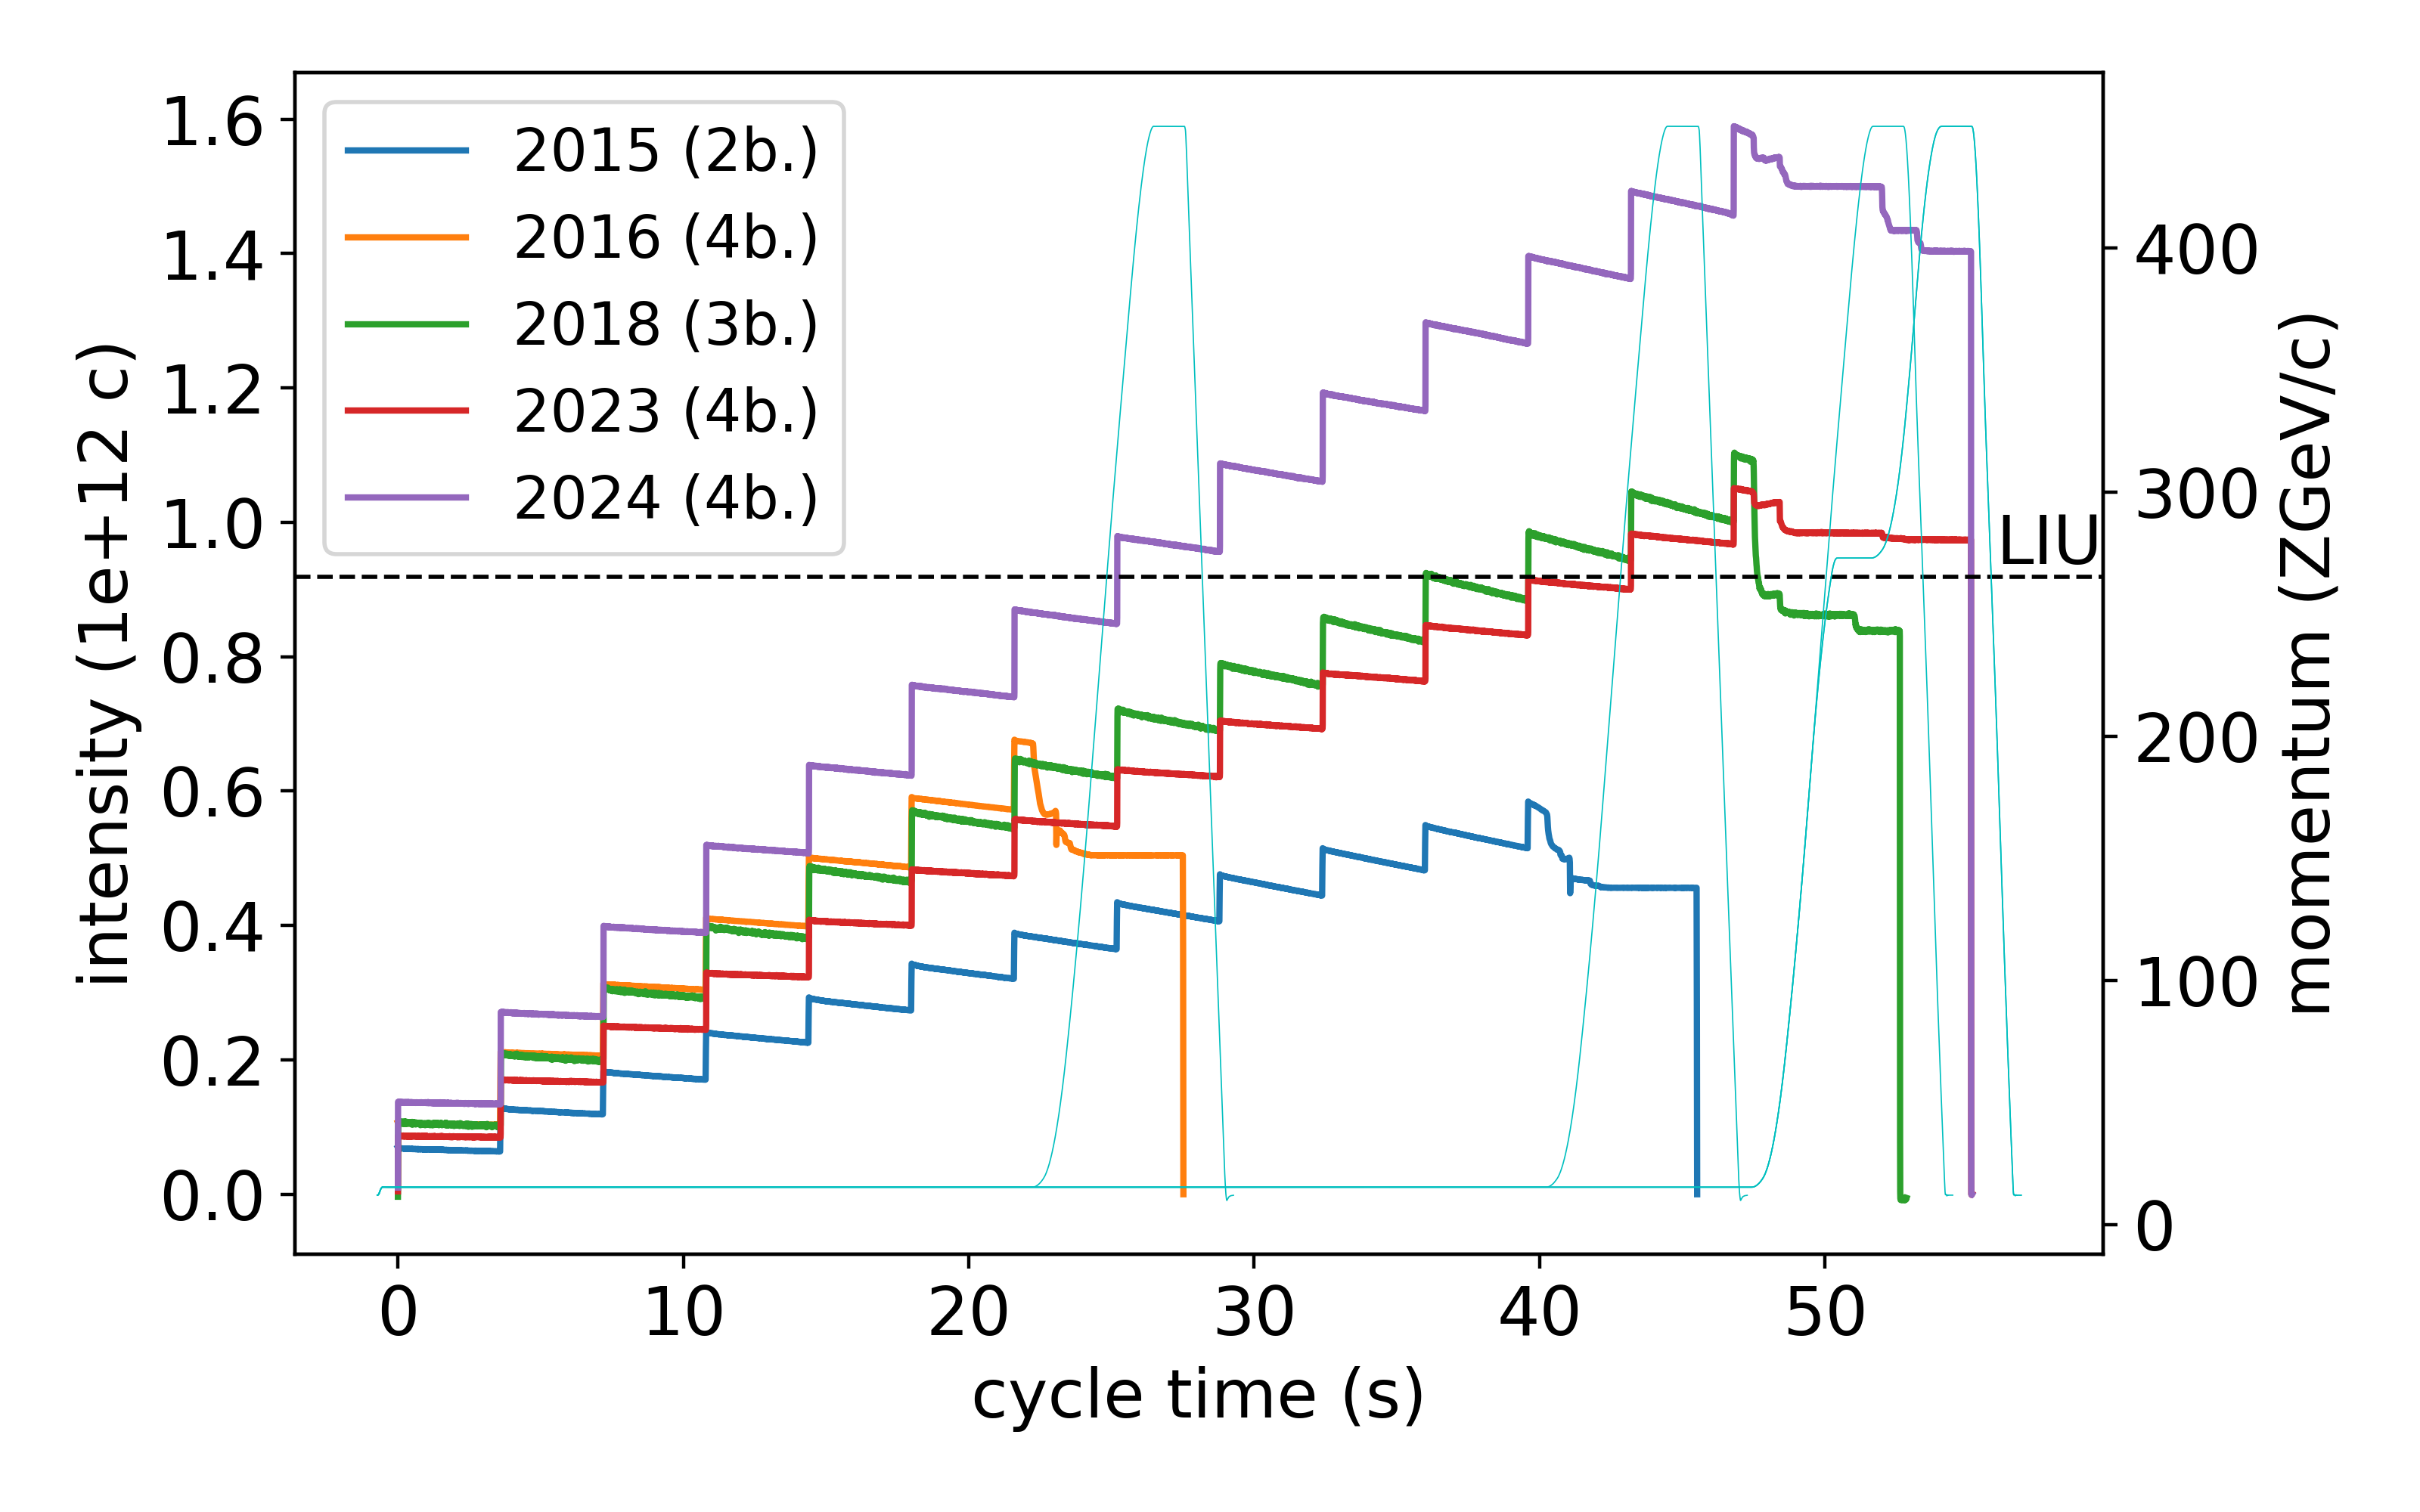 2015 (2b.)
2016 (4b.)
2018 (3b.)
2023 (4b.)
2024 (4b.)
LIU
1.6
1.4
1.2
1.0
0.8
0.6
0.4
0.2
0.0
intensity (1e+12 c)
400
300
200
100
0
momentum (ZGeV/c)
0 10 20 30 40 50
cycle time (s)